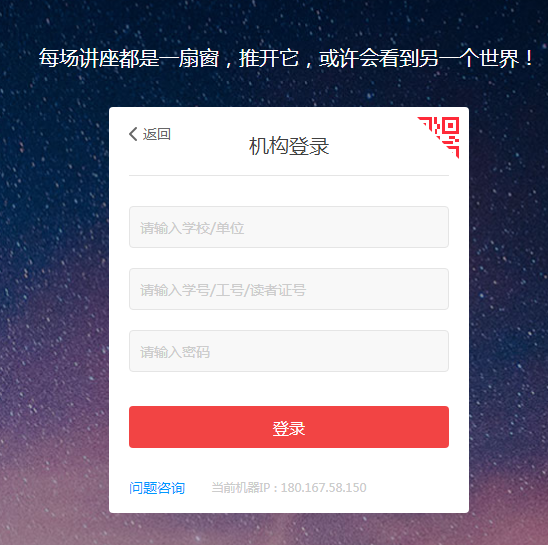 每场讲座都是一扇窗，推开它，或许会看到另一个世界！
返回
机构登录
请输入学校/单位
请输入学号/工号/读者证号
请输入密码
登录
问题咨询 当前机器IP：180.167.58.150